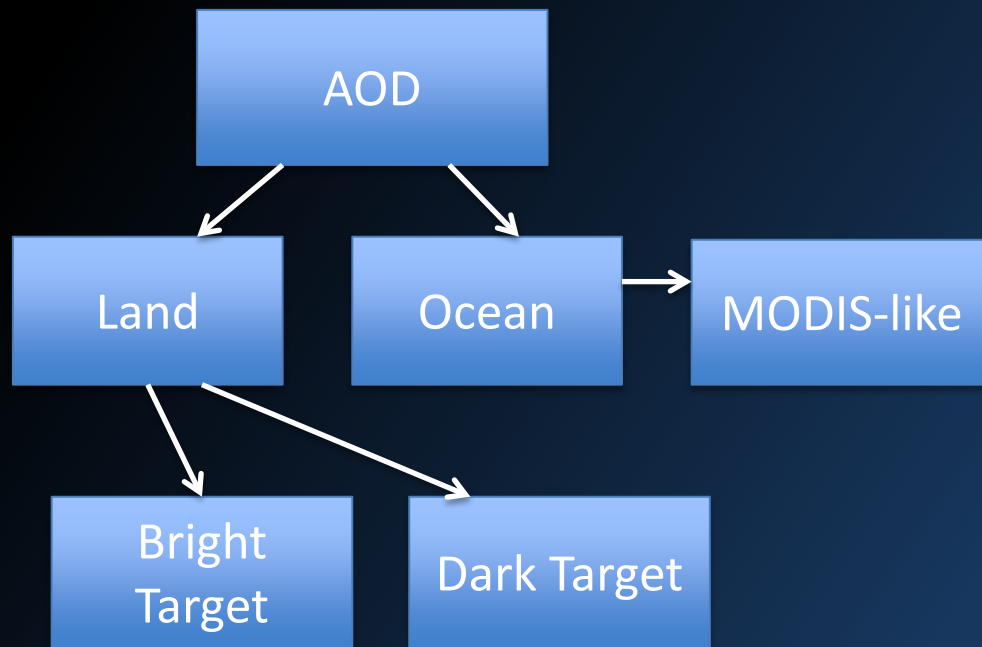 AOD
Land
Ocean
MODIS-like
Bright
Target
Dark Target